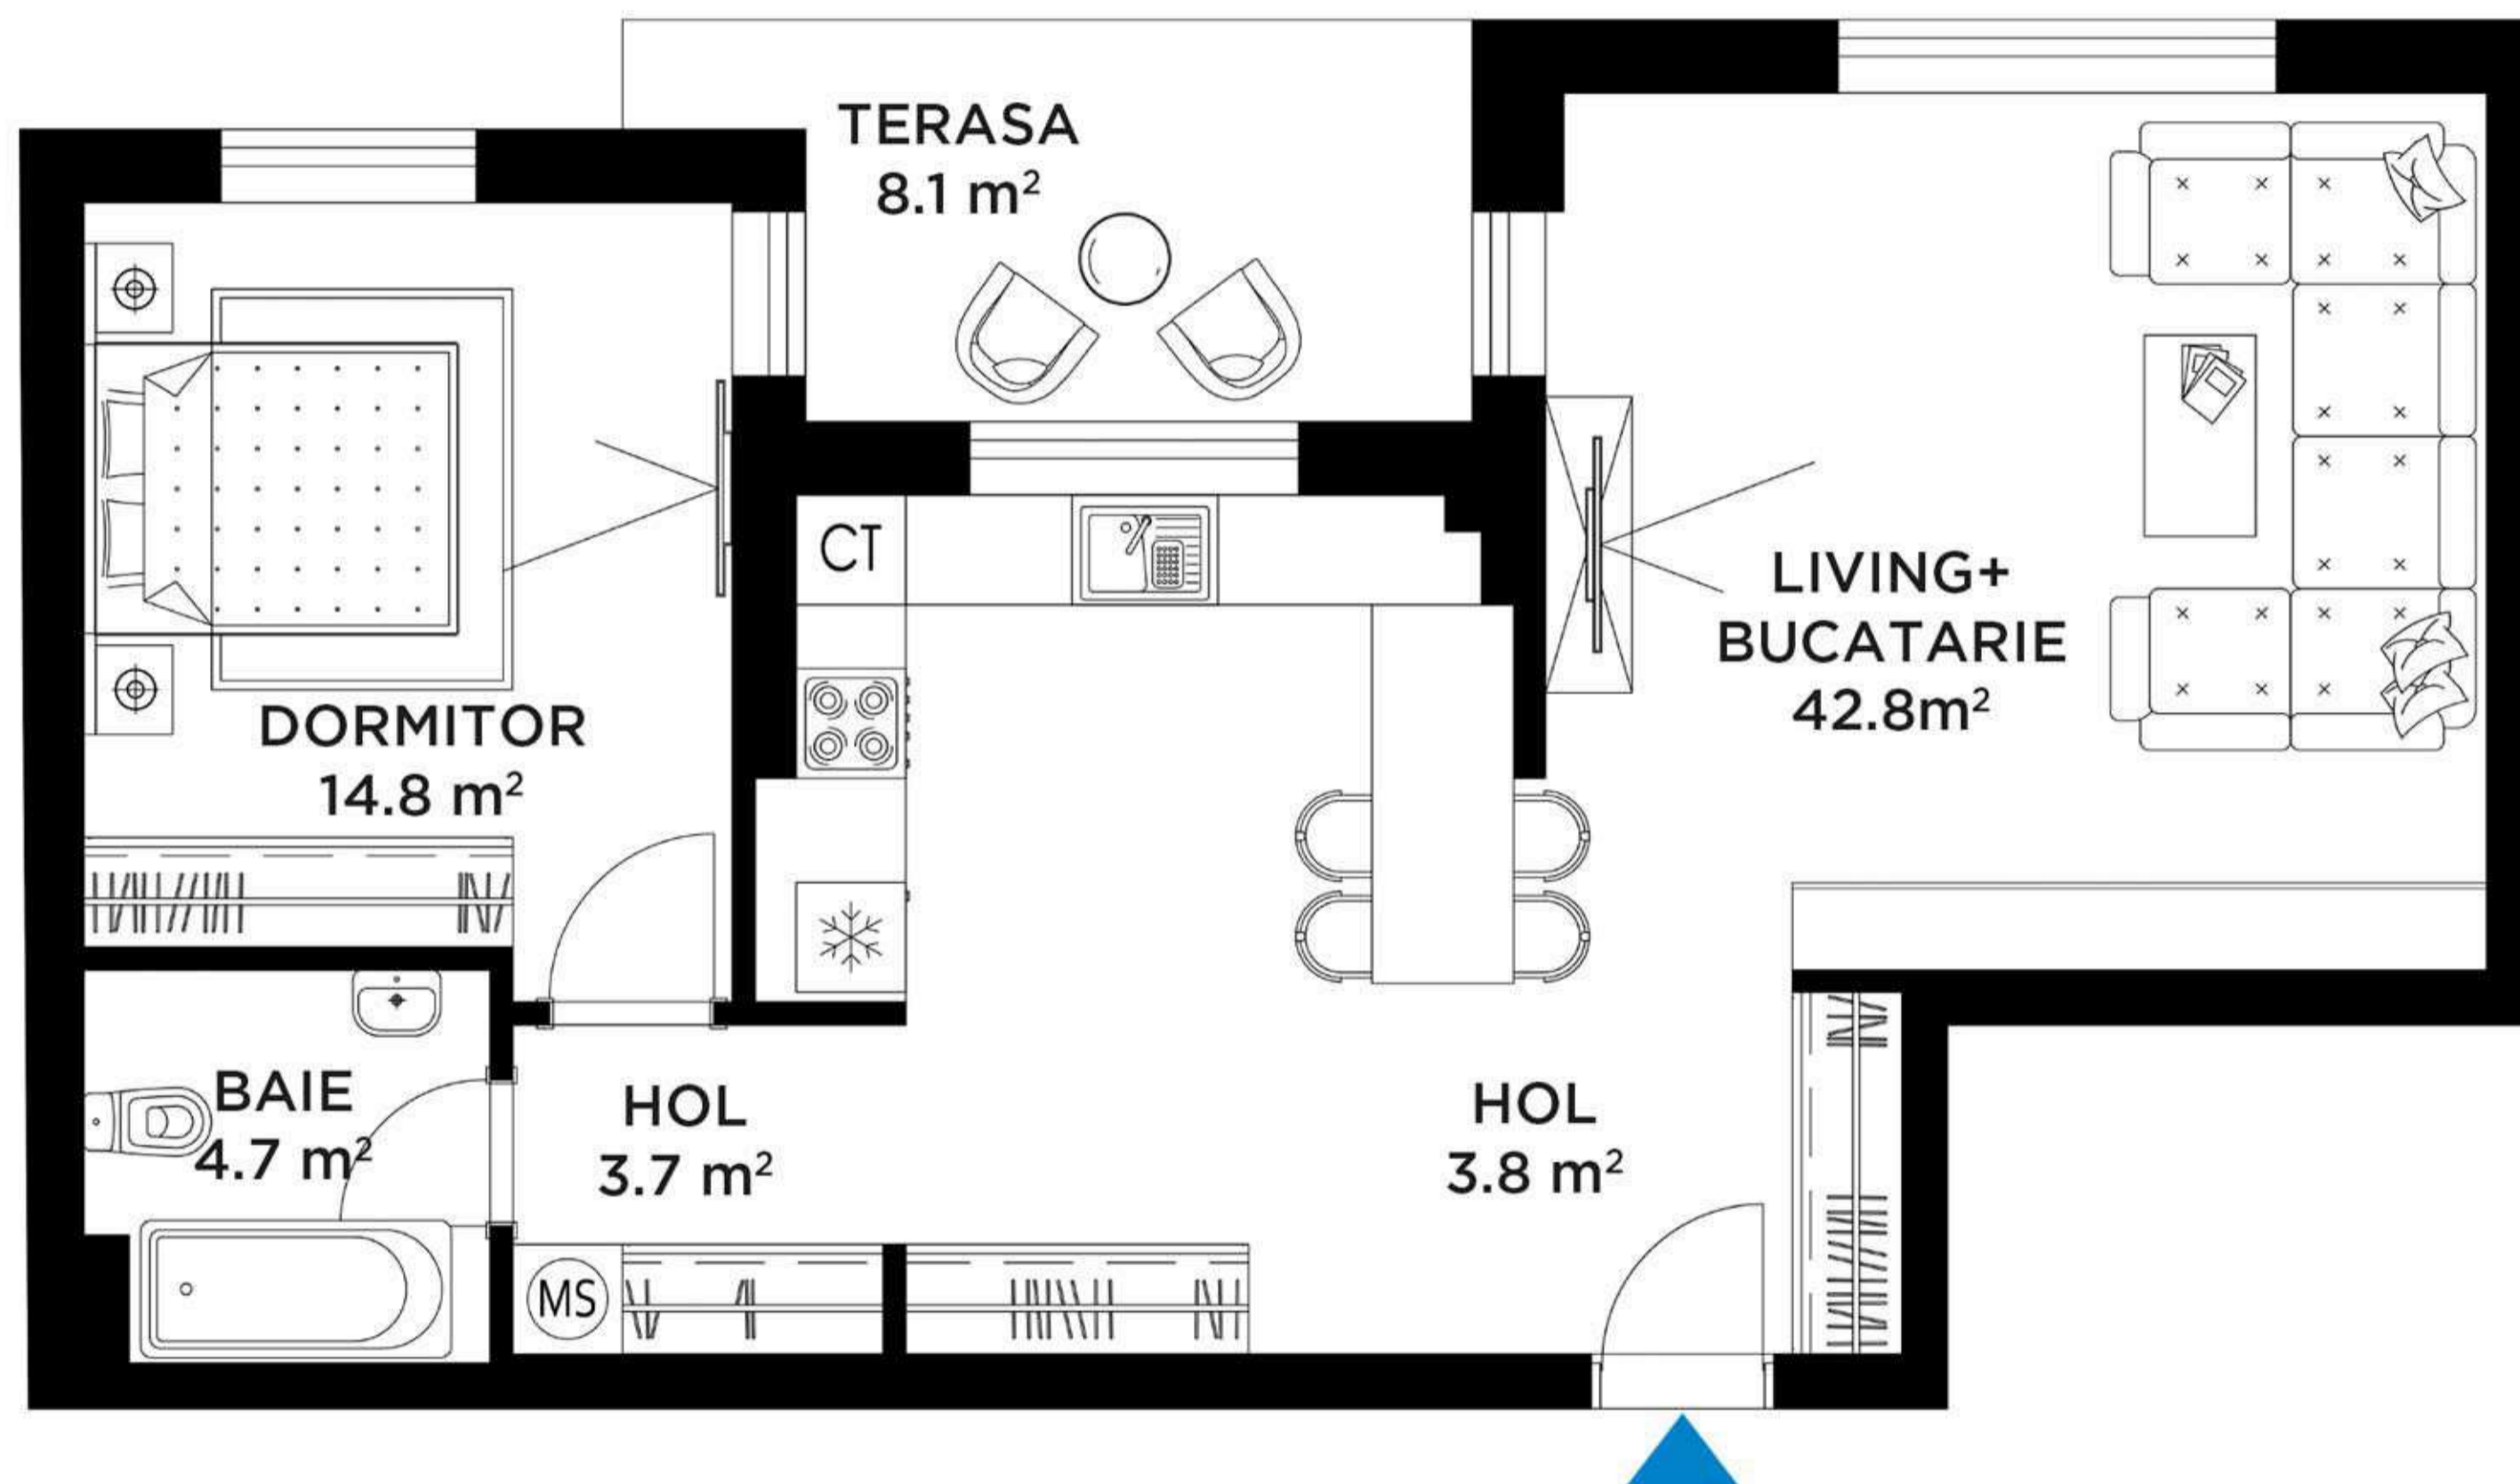 TERASA
8.1 m²
CT
LIVING+
BUCATARIE
42.8m²
DORMITOR
14.8 m²
BAIE
4.7 m²
HOL
3.7 m²
HOL
3.8 m²
MS